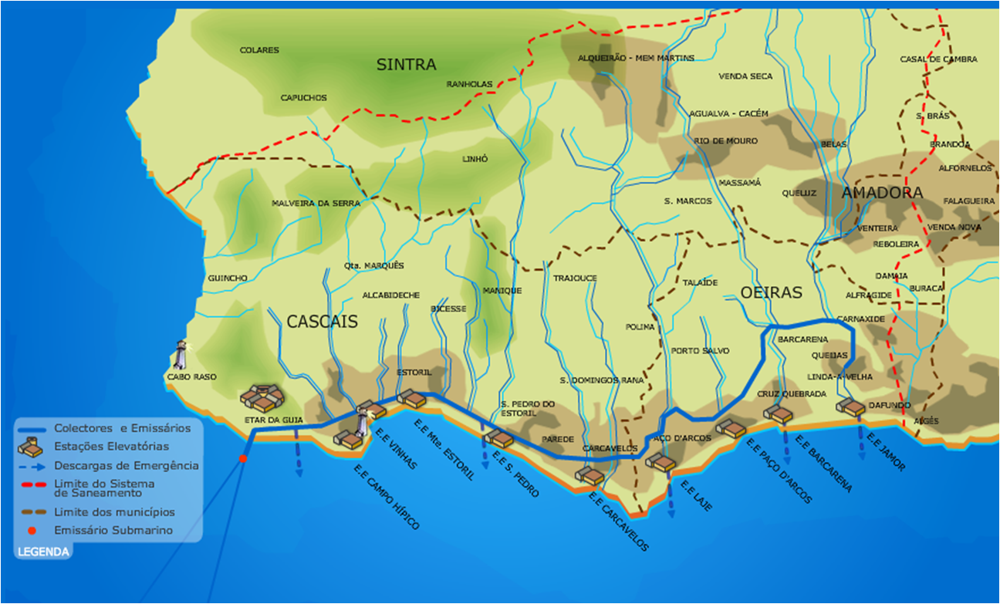 COLARES
SINTRA
RANHOLAS
CAPUCHOS
ALQUEIRÃO - MEM MARTINS
VENDA SECA
CASAL DE CAMBRA
AGUALVA - CACÉM
S. BRÁS
RIO DE MOURO
BELAS
BRANDOA
LINHÓ
ALFORNELOS
MASSAMÁ
QUELUZ
AMADORA
MALVEIRA DA SERRA
S. MARCOS
FALAGUEIRA
VENTEIRA
VENDA NOVA
REBOLEIRA
Qta. MARQUÊS
GUINCHO
TRAJOUCE
DAMAIA
TALAÍDE
BURACA
MANIQUE
ALCABIDECHE
OEIRAS
ALFRAGIDE
BICESSE
CASCAIS
CARNAXIDE
POLIMA
BARCARENA
PORTO SALVO
QUEIJAS
CABO RASO
ESTORIL
LINDA-A-VELHA
S. DOMINGOS RANA
CRUZ QUEBRADA
S. PEDRO DO
ESTORIL
DAFUNDO
ETAR DA GUIA
ALGÉS
PAREDE
AÇO D'ARCOS
CARCAVELOS
E.E CAMPO HÍPICO
E.E VINHAS
E.E Mte. ESTORIL
E.E S. PEDRO
E.E CARCAVELOS
E.E LAJE
E.E PAÇO D'ARCOS
E.E BARCARENA
E.E JAMOR
Colectores e Emissários
Estações Elevatórias
Descargas de Emergência
Limite do Sistema
de Saneamento
Limite dos municípios
Emissário Submarino
LEGENDA